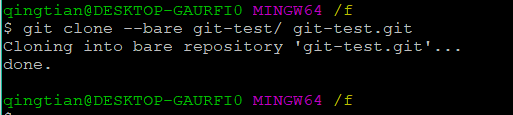 qingtian@DESKTOP-GAURFI0 MINGW64 /f
$ git clone --bare git-test/ git-test.git
Cloning into bare repository 'git-test.git'...
done.
qingtian@DESKTOP-GAURFI0 MINGW64 /f